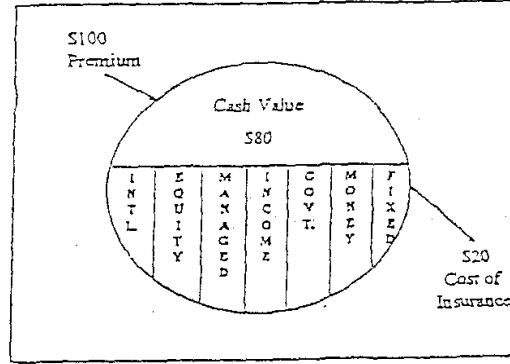 $100
Premium
Cash Value
$80
INTL.
EQUITY
MANAGED
INCOME
GOVT.
MONEY
FIXED
$20
Cost of
Insurance